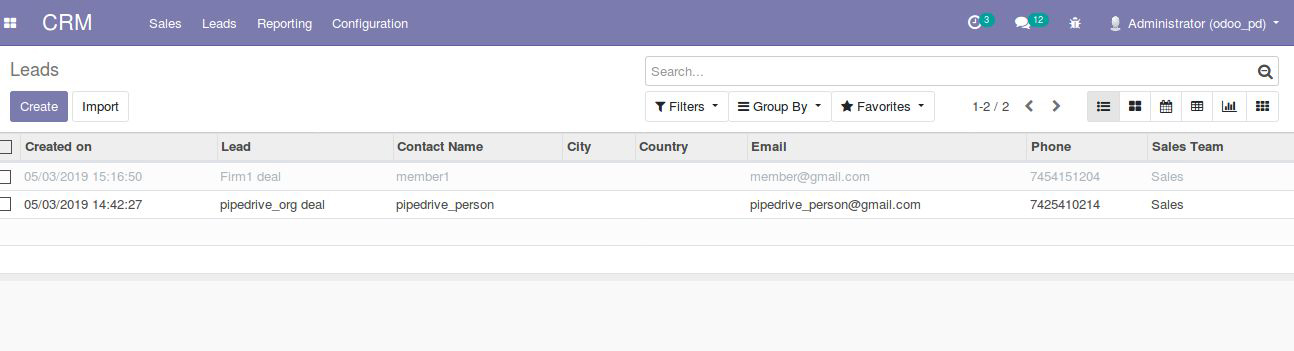 CRM Sales Leads Reporting Configuration 3 12 Administrator (odoo_pd)
Leads Search...
Create Import Filters Group By Favorites 1-2 / 2
Created on Lead Contact Name City Country Email Phone Sales Team
05/03/2019 15:16:50 Firm1 deal member1 member@gmail.com 7454151204 Sales
05/03/2019 14:42:27 pipedrive_org deal pipedrive_person pipedrive_person@gmail.com 7425410214 Sales